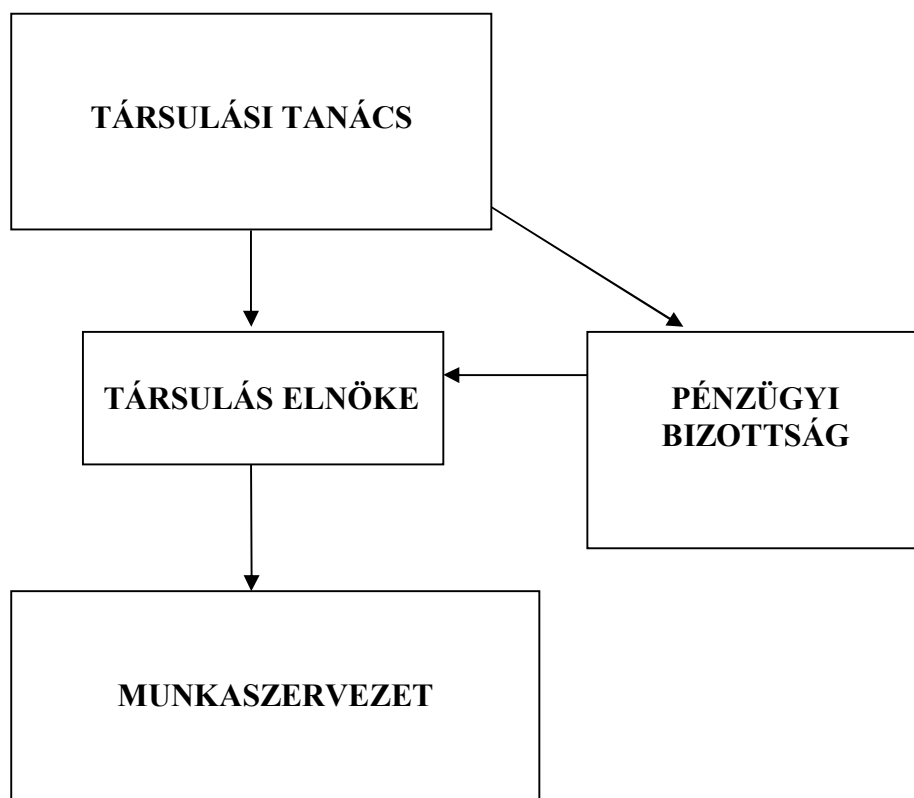 TÁRSULÁSI TANÁCS
TÁRSULÁS ELNÖKE
PÉNZÜGYI
BIZOTTSÁG
MUNKASZERVEZET